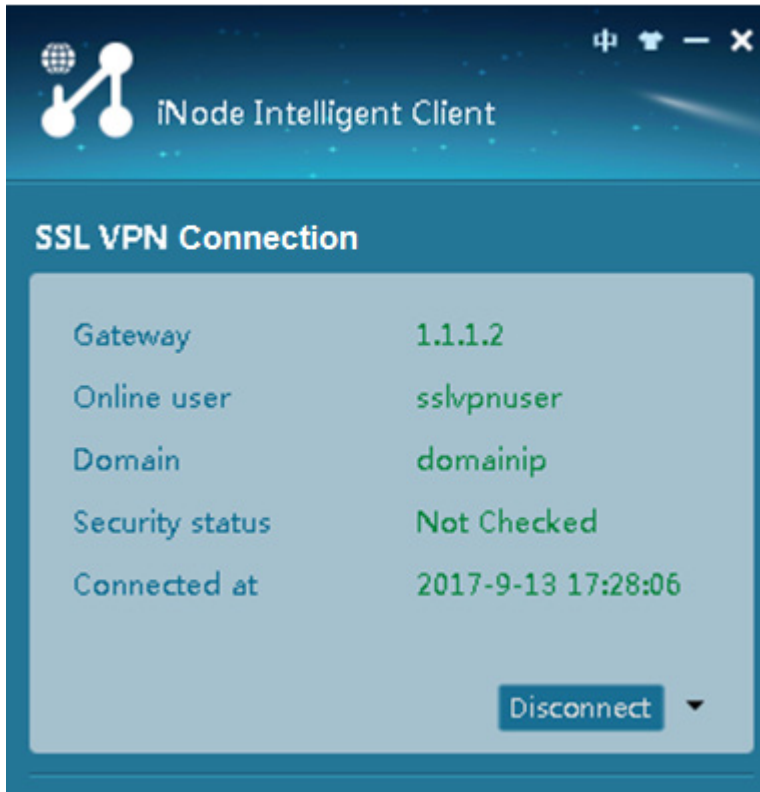 中
iNode Intelligent Client
SSL VPN Connection
Gateway 1.1.1.2
Online user sslvpnuser
Domain domainip
Security status Not Checked
Connected at 2017-9-13 17:28:06
Disconnect